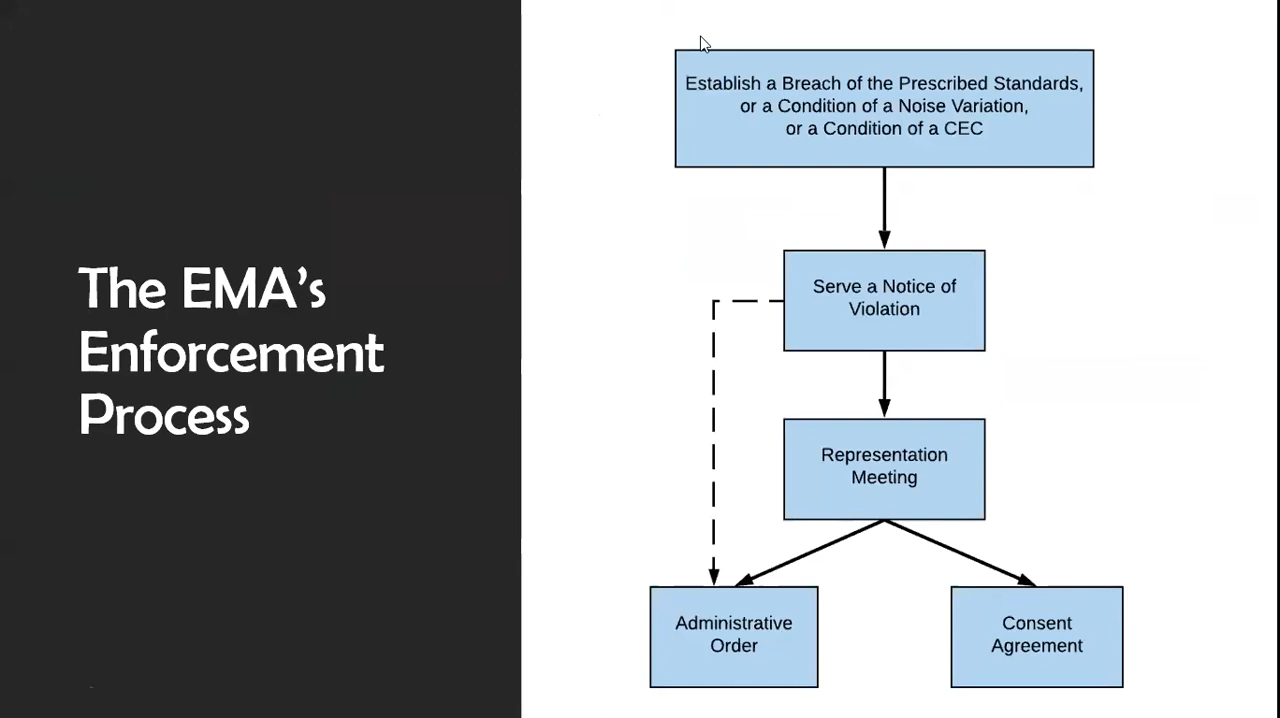 The EMA’s
Enforcement
Process
Establish a Breach of the Prescribed Standards,
or a Condition of a Noise Variation,
or a Condition of a CEC
Serve a Notice of
Violation
Representation
Meeting
Administrative
Order
Consent
Agreement